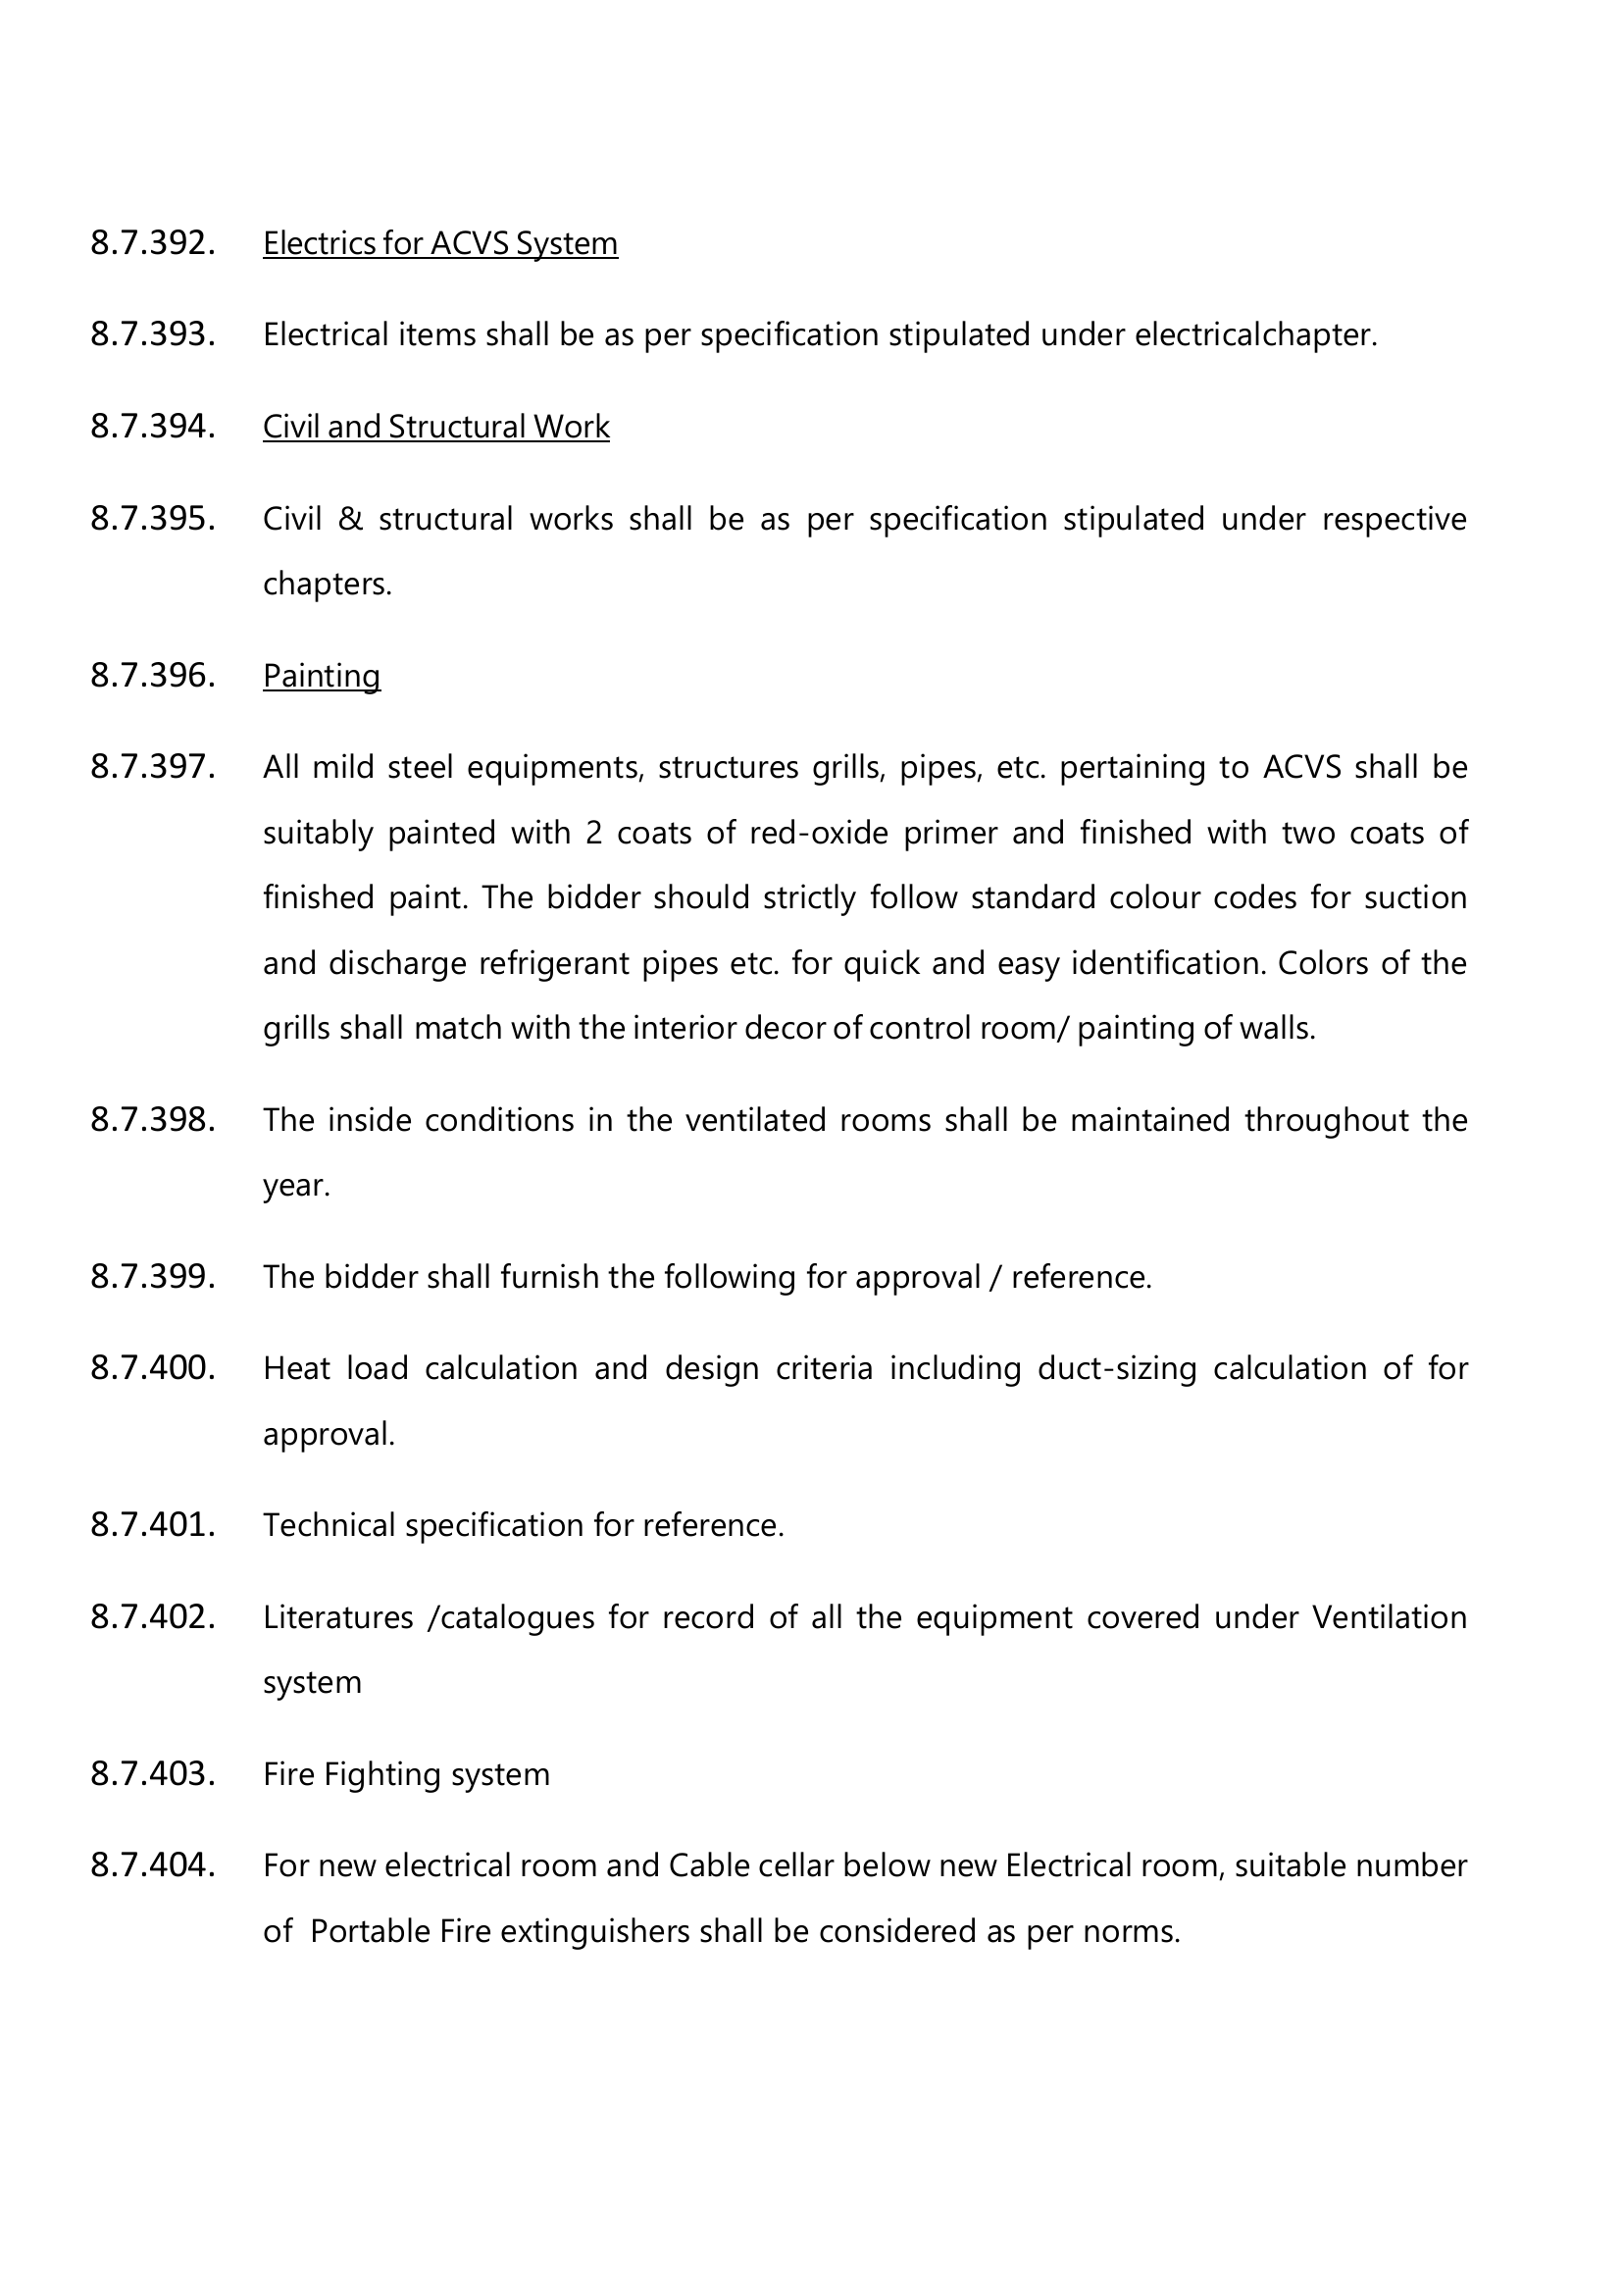 8.7.392. Electrics for ACVS System
8.7.393. Electrical items shall be as per specification stipulated under electricalchapter.
8.7.394. Civil and Structural Work
8.7.395. Civil & structural works shall be as per specification stipulated under respective
chapters.
8.7.396. Painting
8.7.397. All mild steel equipments, structures grills, pipes, etc. pertaining to ACVS shall be
suitably painted with 2 coats of red-oxide primer and finished with two coats of
finished paint. The bidder should strictly follow standard colour codes for suction
and discharge refrigerant pipes etc. for quick and easy identification. Colors of the
grills shall match with the interior decor of control room/ painting of walls.
8.7.398. The inside conditions in the ventilated rooms shall be maintained throughout the
year.
8.7.399. The bidder shall furnish the following for approval / reference.
8.7.400. Heat load calculation and design criteria including duct-sizing calculation of for
approval.
8.7.401. Technical specification for reference.
8.7.402. Literatures /catalogues for record of all the equipment covered under Ventilation
system
8.7.403. Fire Fighting system
8.7.404. For new electrical room and Cable cellar below new Electrical room, suitable number
of  Portable Fire extinguishers shall be considered as per norms.